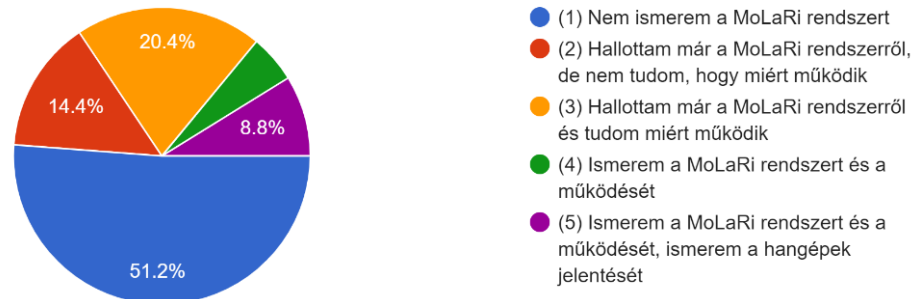 20.4%
14.4%
8.8%
51.2%
(1) Nem ismerem a MoLaRi rendszert
(2) Hallottam már a MoLaRi rendszerről,
de nem tudom, hogy miért működik
(3) Hallottam már a MoLaRi rendszerről
és tudom miért működik
(4) Ismerem a MoLaRi rendszert és a
működését
(5) Ismerem a MoLaRi rendszert és a
működését, ismerem a hangépek
jelentését